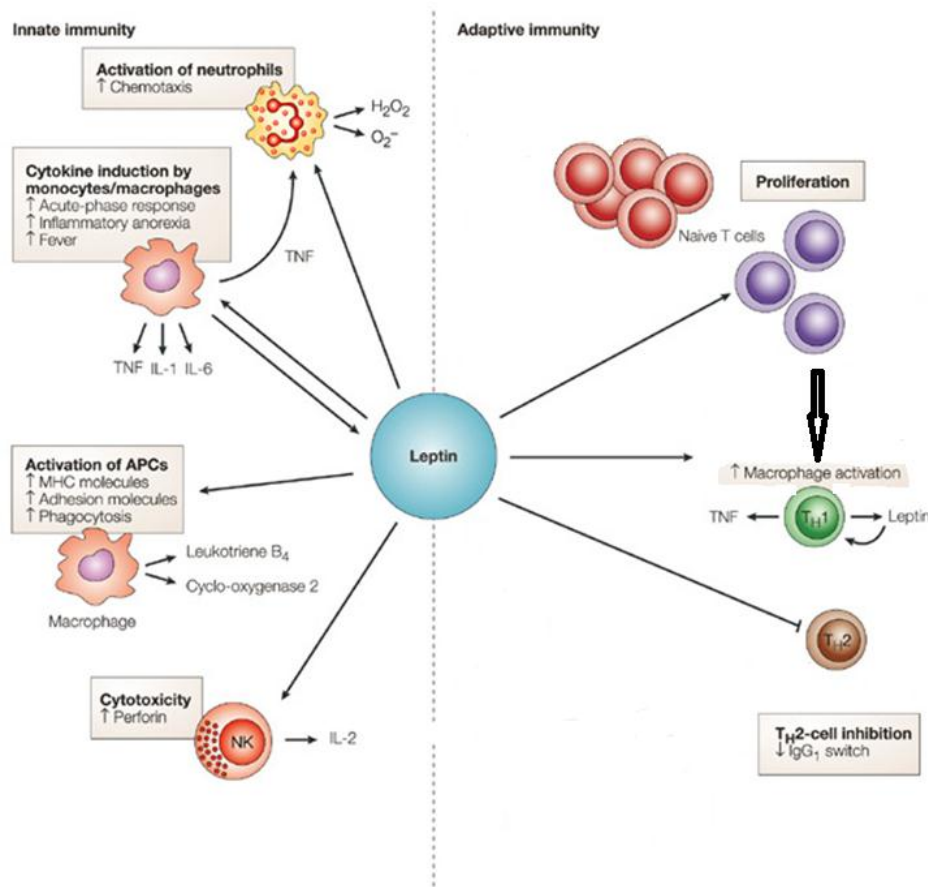 Innate immunity
Activation of neutrophils
↑ Chemotaxis
H₂O₂
O₂⁻
Cytokine induction by
monocytes/macrophages
↑ Acute-phase response
↑ Inflammatory anorexia
↑ Fever
TNF
TNF IL-1 IL-6
Activation of APCs
↑ MHC molecules
↑ Adhesion molecules
↑ Phagocytosis
Leukotriene B₄
Cyclo-oxygenase 2
Macrophage
Cytotoxicity
↑ Perforin
NK
IL-2
Leptin
Adaptive immunity
Proliferation
Naive T cells
↑ Macrophage activation
TNF
T_H1
Leptin
T_H2
T_H2-cell inhibition
↓ IgG₁ switch